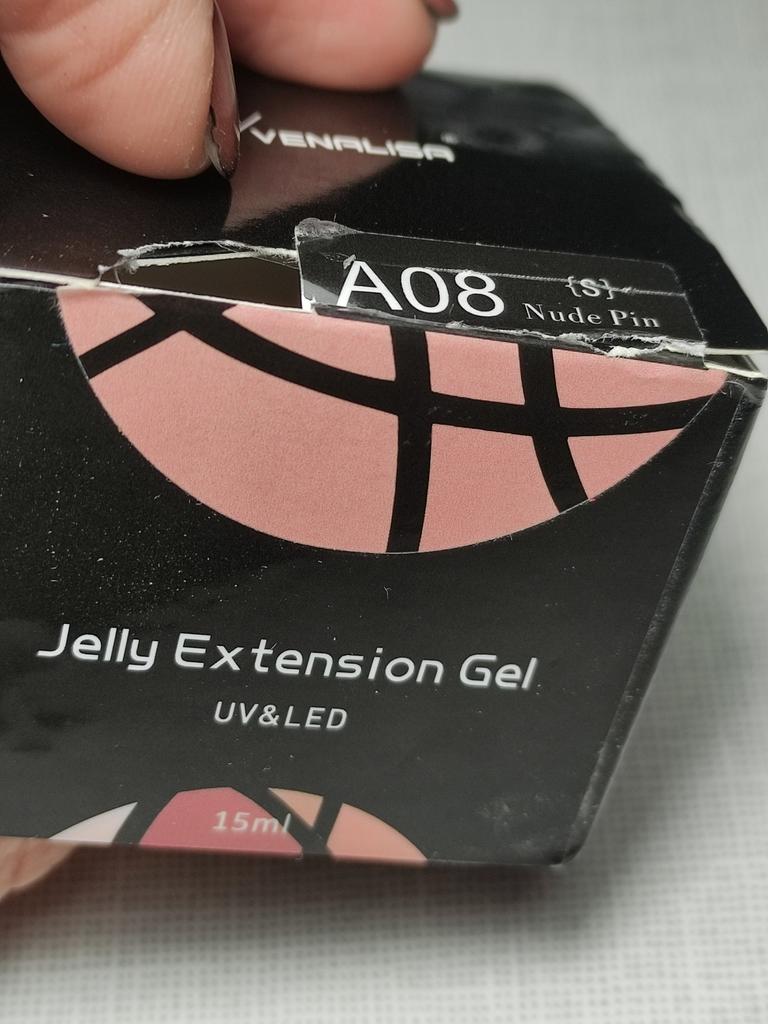 VENALISA®
A08 {S}
Nude Pin
Jelly Extension Gel
UV&LED
15ml